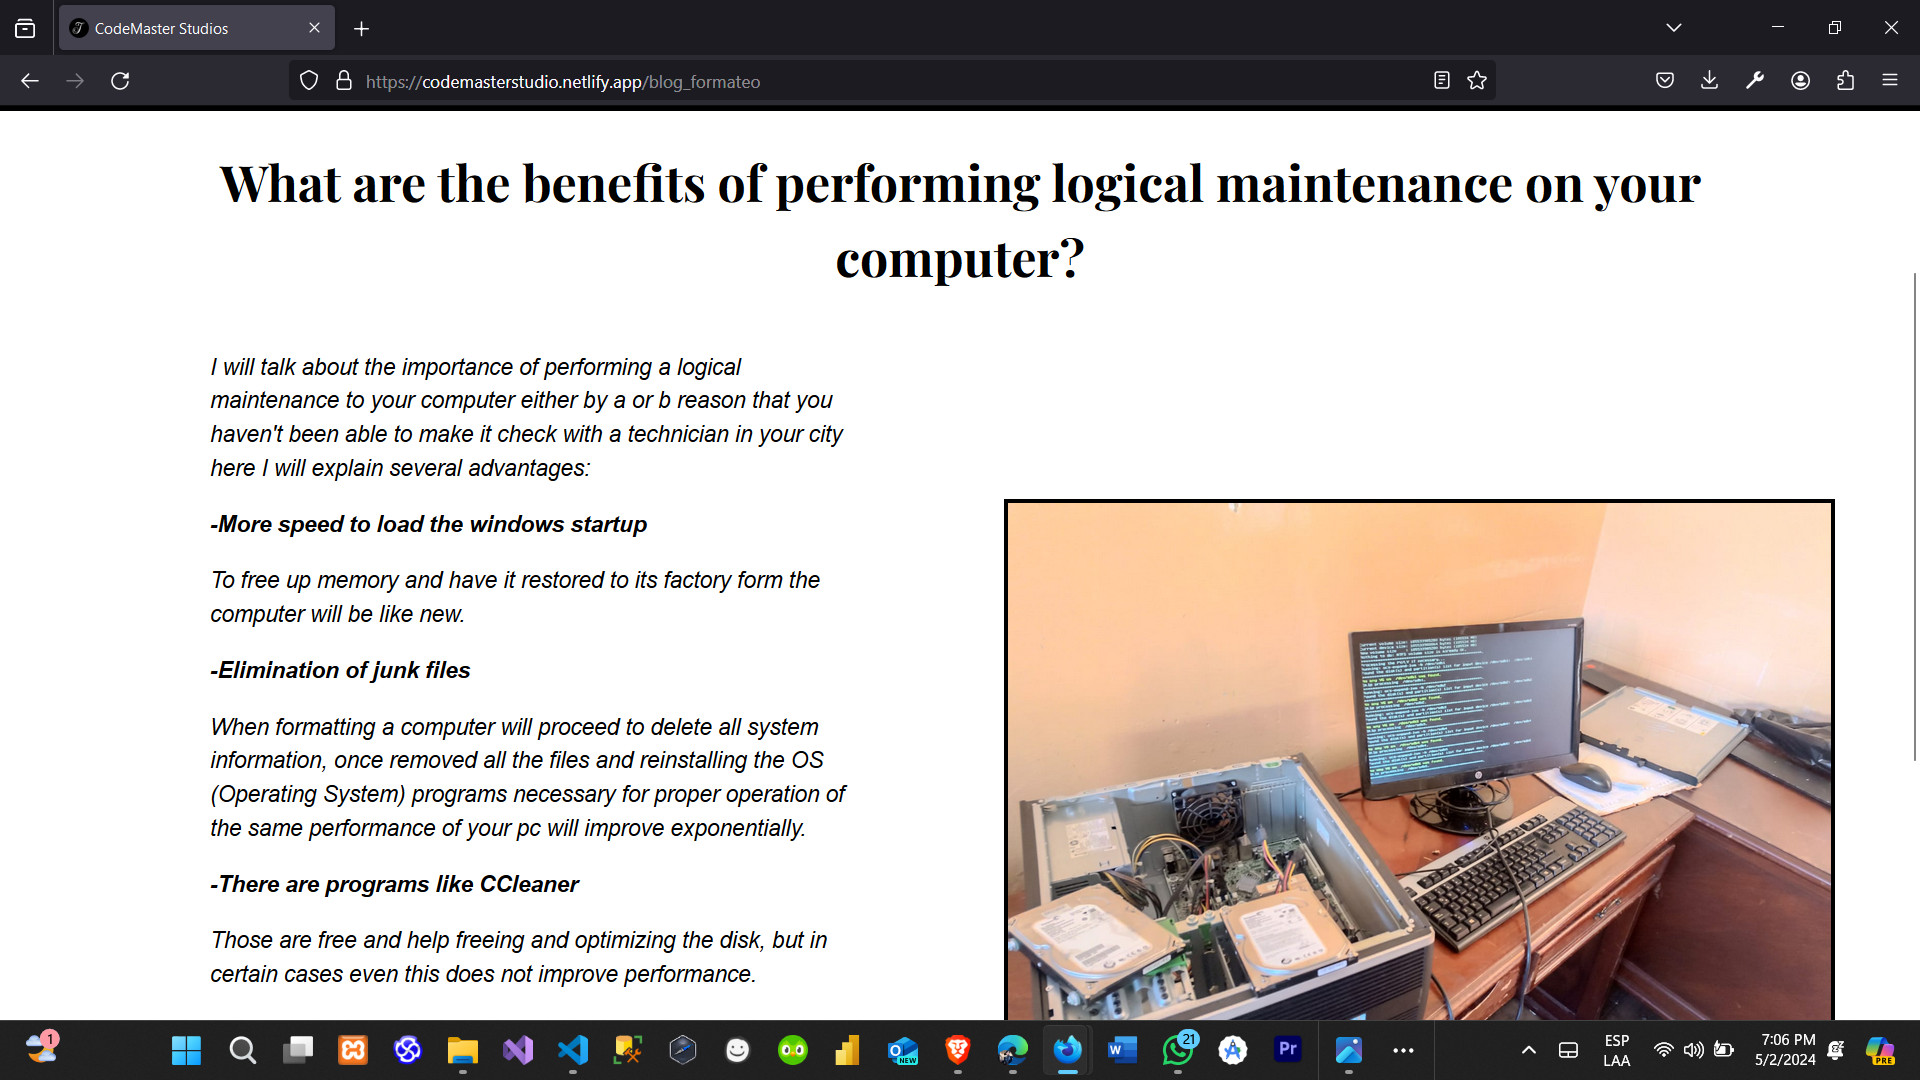 CodeMaster Studios
https://codemasterstudio.netlify.app/blog_formateo
What are the benefits of performing logical maintenance on your
computer?
I will talk about the importance of performing a logical
maintenance to your computer either by a or b reason that you
haven't been able to make it check with a technician in your city
here I will explain several advantages:
-More speed to load the windows startup
To free up memory and have it restored to its factory form the
computer will be like new.
-Elimination of junk files
When formatting a computer will proceed to delete all system
information, once removed all the files and reinstalling the OS
(Operating System) programs necessary for proper operation of
the same performance of your pc will improve exponentially.
-There are programs like CCleaner
Those are free and help freeing and optimizing the disk, but in
certain cases even this does not improve performance.
1
NEW
21
Pr
ESP
LAA
7:06 PM
5/2/2024
PRE